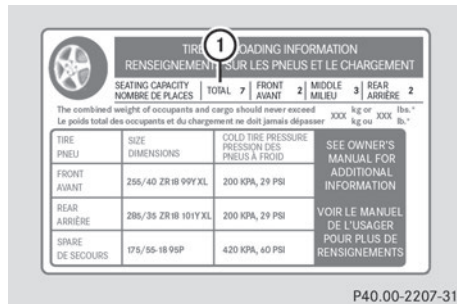 TIRE LOADING INFORMATION
RENSEIGNEMENTS SUR LES PNEUS ET LE CHARGEMENT
1
SEATING CAPACITY TOTAL 7 FRONT 2 MIDDLE 3 REAR 2
NOMBRE DE PLACES AVANT MILIEU ARRIÈRE
The combined weight of occupants and cargo should never exceed XXX kg or XXX lbs.*
Le poids total des occupants et du chargement ne doit jamais dépasser kg ou lb.*
TIRE SIZE COLD TIRE PRESSURE
PNEU DIMENSIONS PRESSION DES
PNEUS À FROID
FRONT
AVANT 255/40 ZR18 99Y XL 200 KPA, 29 PSI
REAR
ARRIÈRE 285/35 ZR18 101Y XL 200 KPA, 29 PSI
SPARE
DE SECOURS 175/55-18 95P 420 KPA, 60 PSI
SEE OWNER'S
MANUAL FOR
ADDITIONAL
INFORMATION
VOIR LE MANUEL
DE L'USAGER
POUR PLUS DE
RENSIGNEMENTS
P40.00-2207-31